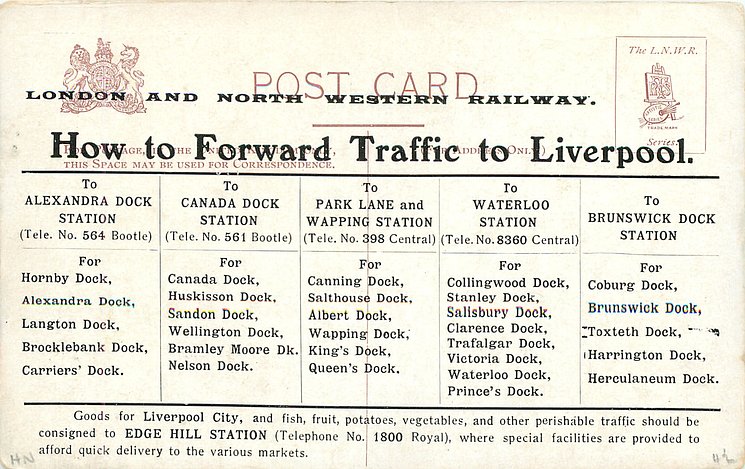 POST CARD
The L.N.W.R.
LONDON AND NORTH WESTERN RAILWAY.
TRADE MARK
Series.
How to Forward Traffic to Liverpool.
THIS SPACE MAY BE USED FOR CORRESPONDENCE.
To
ALEXANDRA DOCK
STATION
(Tele. No. 564 Bootle)
For
Hornby Dock,
Alexandra Dock,
Langton Dock,
Brocklebank Dock,
Carriers' Dock.
To
CANADA DOCK
STATION
(Tele. No. 561 Bootle)
For
Canada Dock,
Huskisson Dock,
Sandon Dock,
Wellington Dock,
Bramley Moore Dk.
Nelson Dock.
To
PARK LANE and
WAPPING STATION
(Tele. No. 398 Central)
For
Canning Dock,
Salthouse Dock,
Albert Dock,
Wapping Dock,
King's Dock,
Queen's Dock.
To
WATERLOO
STATION
(Tele. No. 8360 Central)
For
Collingwood Dock,
Stanley Dock,
Salisbury Dock,
Clarence Dock,
Trafalgar Dock,
Victoria Dock,
Waterloo Dock,
Prince's Dock.
To
BRUNSWICK DOCK
STATION
For
Coburg Dock,
Brunswick Dock,
Toxteth Dock,
Harrington Dock,
Herculaneum Dock.
Goods for Liverpool City, and fish, fruit, potatoes, vegetables, and other perishable traffic should be
consigned to EDGE HILL STATION (Telephone No. 1800 Royal), where special facilities are provided to
afford quick delivery to the various markets.
HN